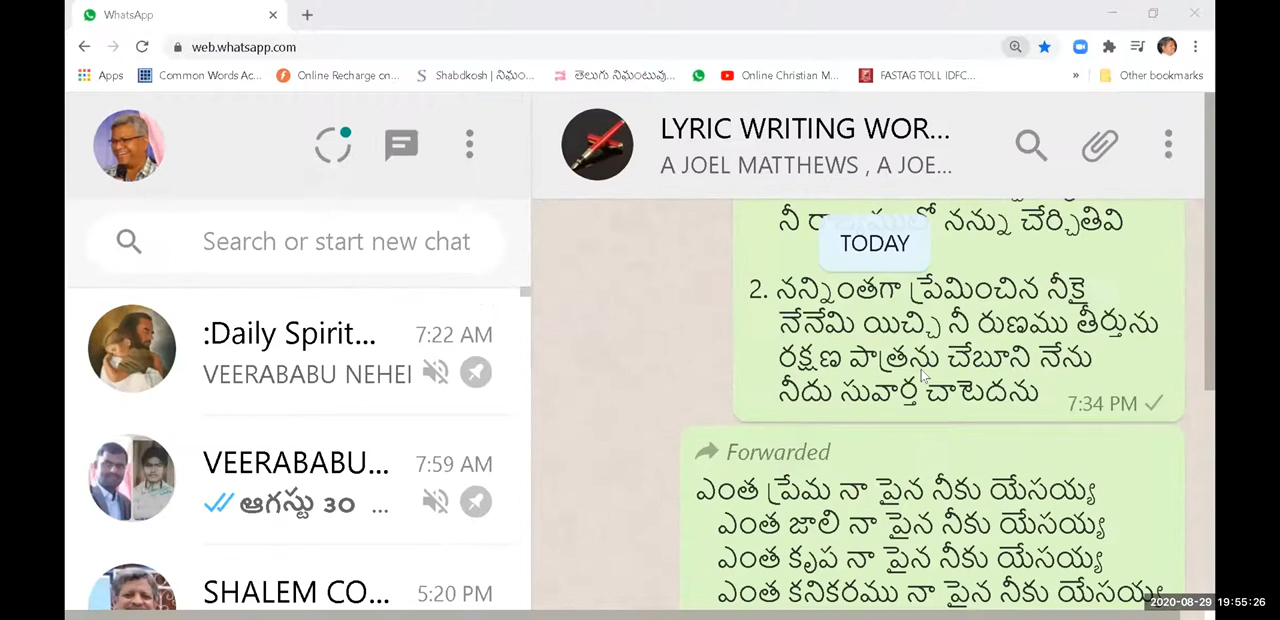 WhatsApp
web.whatsapp.com
Apps
Common Words Ac...
Online Recharge on...
Shabdkosh | నిఘం...
తెలుగు నిఘంటువు...
Online Christian M...
FASTAG TOLL IDFC...
»
Other bookmarks
LYRIC WRITING WOR...
A JOEL MATTHEWS , A JOE...
Search or start new chat
:Daily Spirit...
7:22 AM
VEERABABU NEHEI
VEERABABU...
7:59 AM
ఆగస్టు ౩౦ ...
SHALEM CO...
5:20 PM
నీ నన్ను చేర్చితివి
TODAY
2. నన్నింతగా ప్రేమించిన నీకై
నేనేమి యిచ్చి నీ రుణము తీర్తును
రక్షణ పాత్రను చేబూని నేను
నీదు సువార్త చాటెదను
7:34 PM
Forwarded
ఎంత ప్రేమ నా పైన నీకు యేసయ్య
ఎంత జాలి నా పైన నీకు యేసయ్య
ఎంత కృప నా పైన నీకు యేసయ్య
ఎంత కనికరము నా పైన నీకు యేసయ్య
2020-08-29 19:55:26